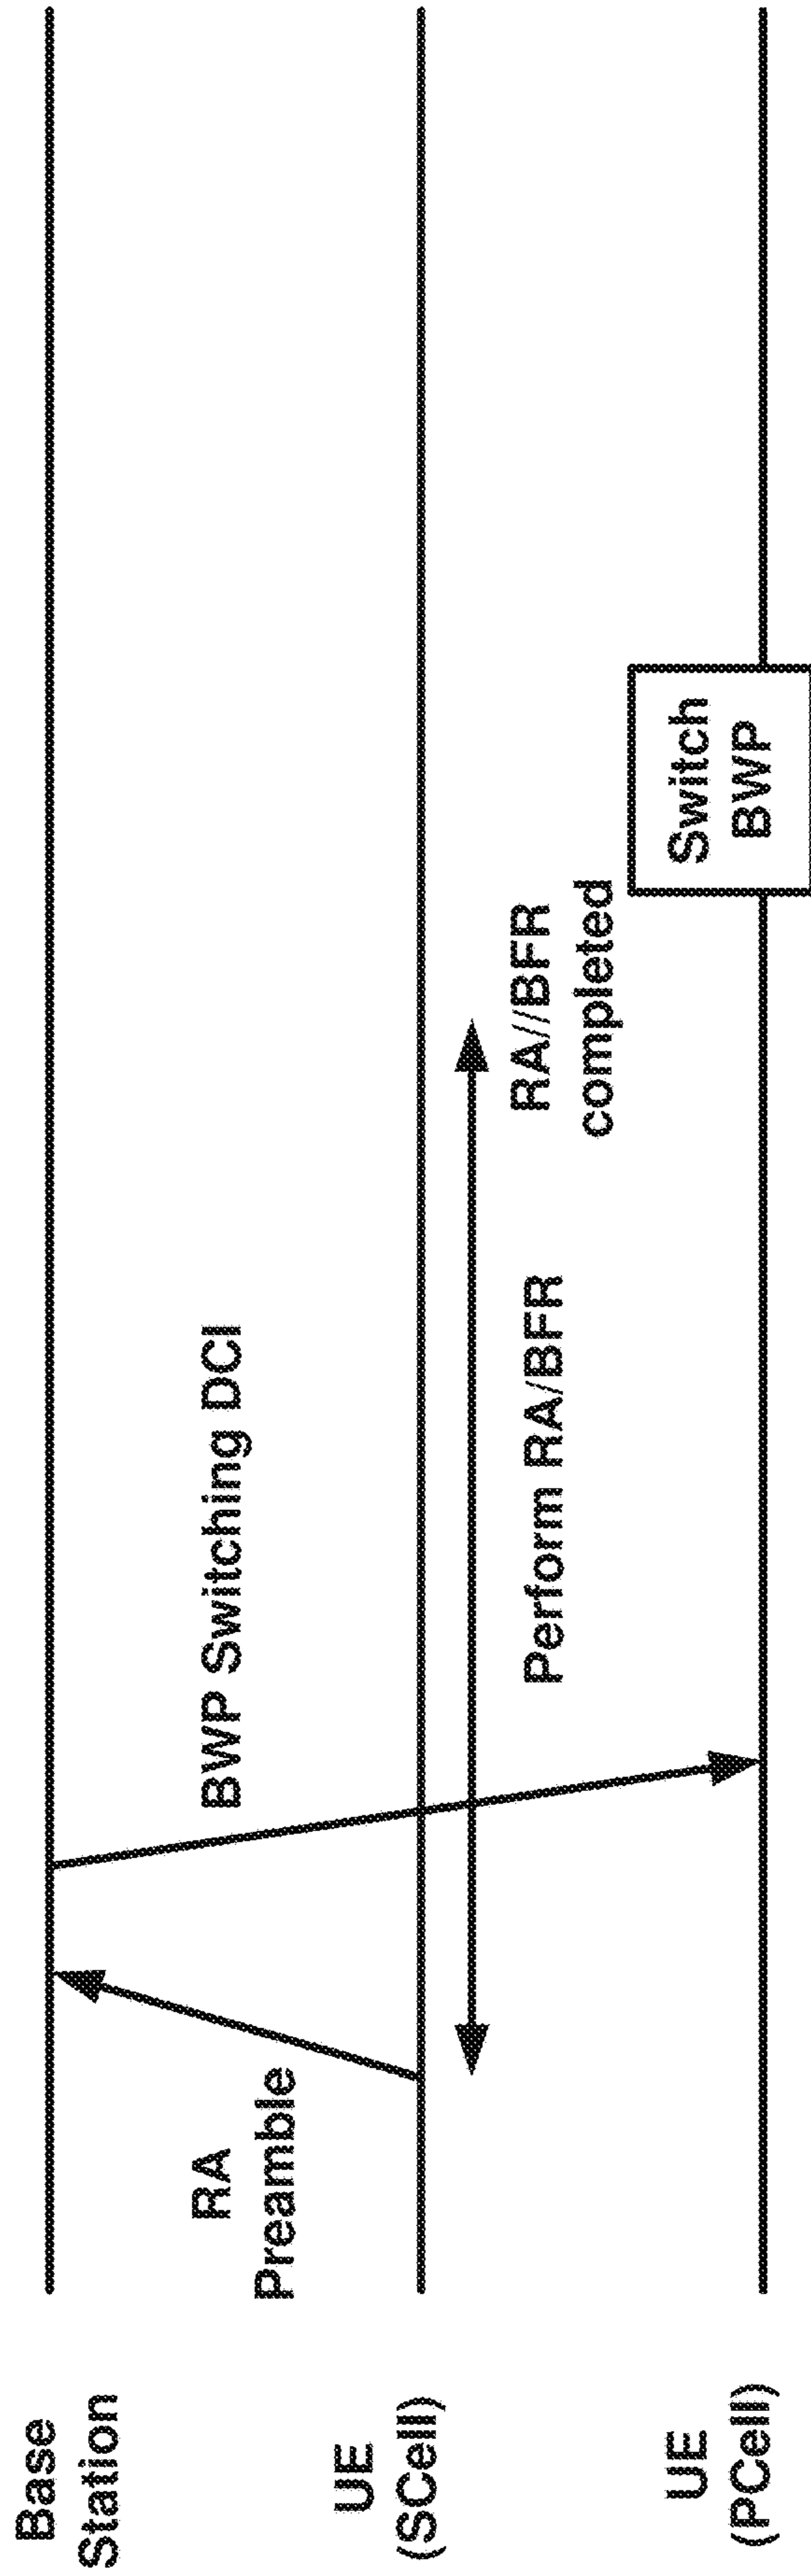 Base
Station
UE
(SCell)
UE
(PCell)
RA
Preamble
BWP Switching DCI
Perform RA/BFR
RA//BFR
completed
Switch
BWP